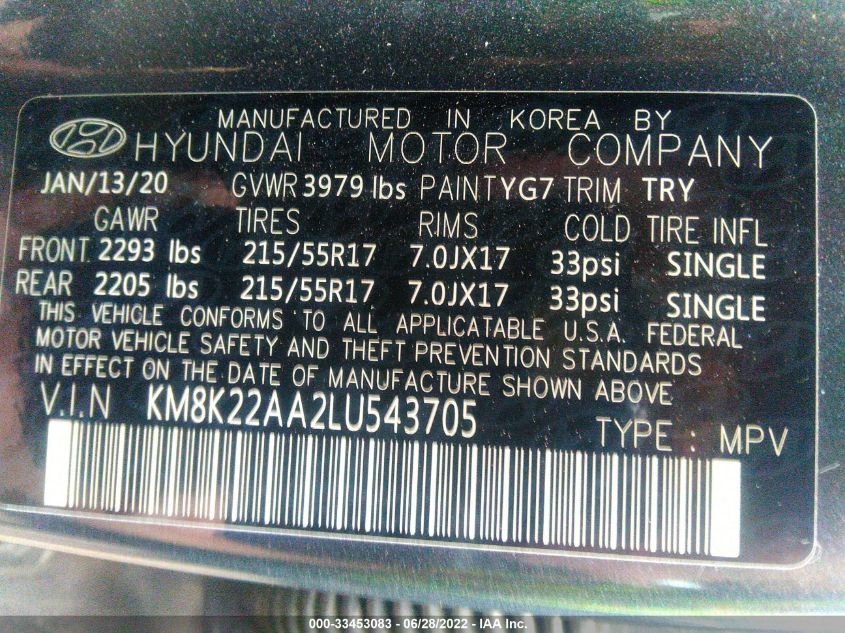 MANUFACTURED IN KOREA BY
HYUNDAI MOTOR COMPANY
JAN/13/20 GVWR 3979 lbs PAINT YG7 TRIM TRY
GAWR TIRES RIMS COLD TIRE INFL
FRONT 2293 lbs 215/55R17 7.0JX17 33psi SINGLE
REAR 2205 lbs 215/55R17 7.0JX17 33psi SINGLE
THIS VEHICLE CONFORMS TO ALL APPLICATABLE U.S.A. FEDERAL
MOTOR VEHICLE SAFETY AND THEFT PREVENTION STANDARDS
IN EFFECT ON THE DATE OF MANUFACTURE SHOWN ABOVE
V.I.N KM8K22AA2LU543705 TYPE : MPV
000-33453083 - 06/28/2022 - IAA Inc.